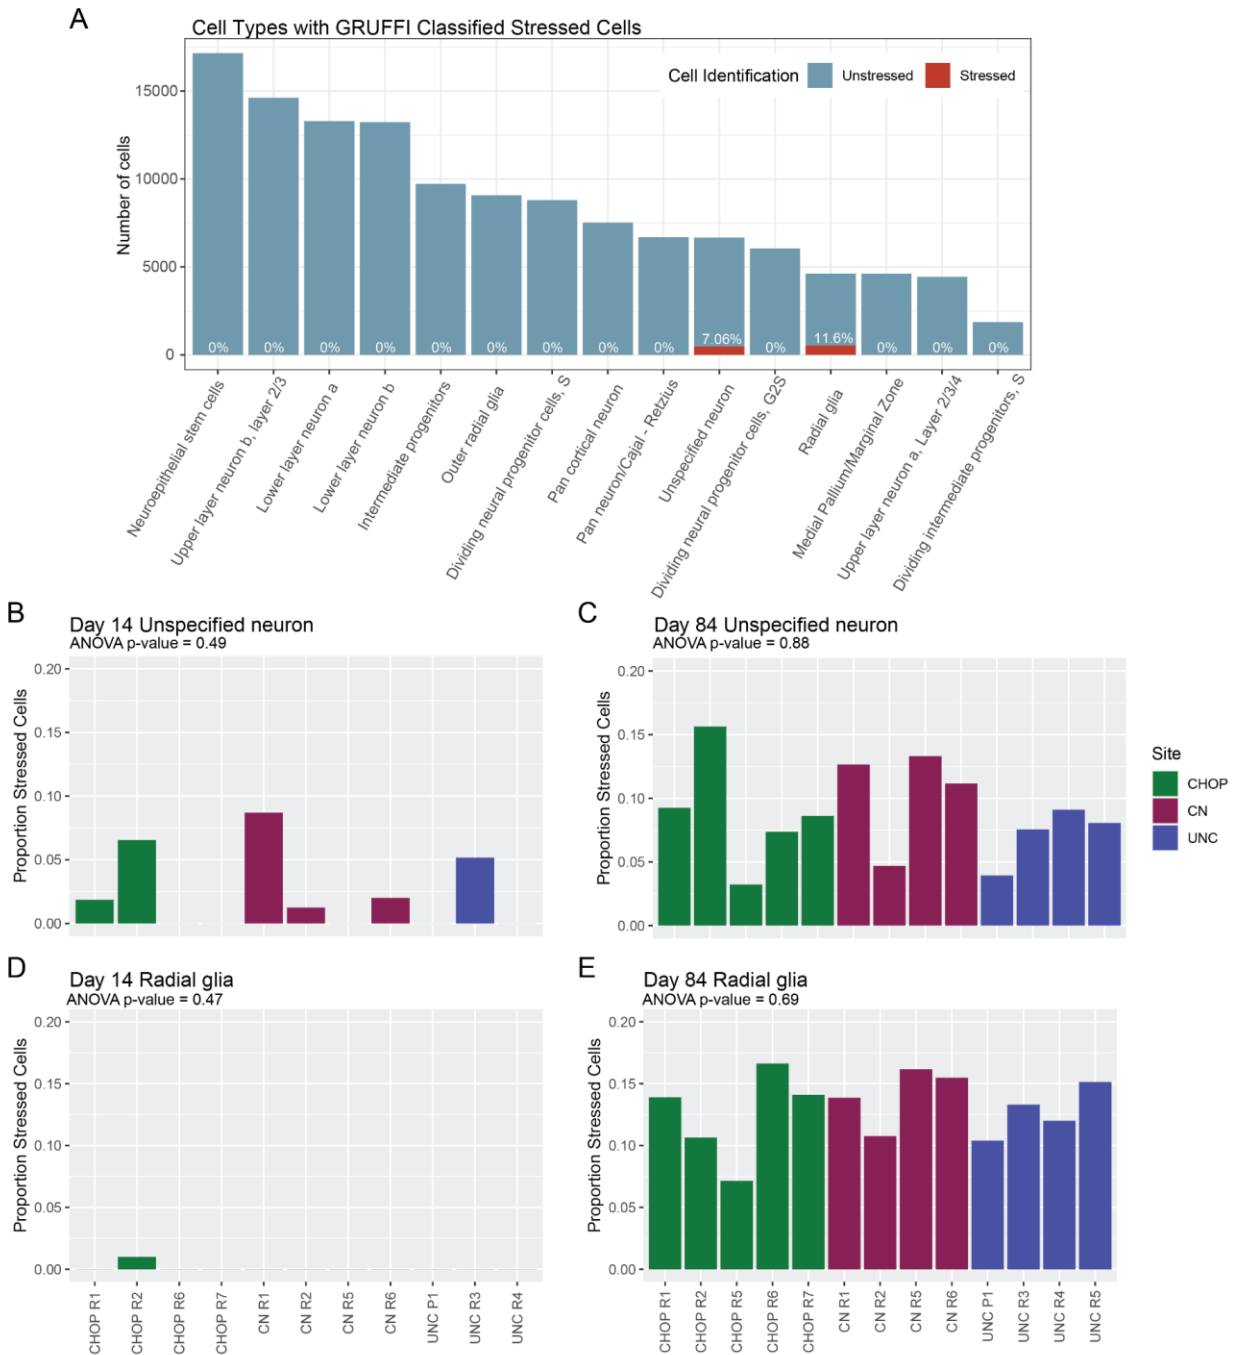 A
Cell Types with GRUFFI Classified Stressed Cells
Cell Identification Unstressed Stressed
Number of cells
15000
10000
5000
0
0% 0% 0% 0% 0% 0% 0% 0% 0% 7.06% 0% 11.6% 0% 0% 0%
Neuroepithelial stem cells
Upper layer neuron b, layer 2/3
Lower layer neuron a
Lower layer neuron b
Intermediate progenitors
Outer radial glia
Dividing neural progenitor cells, S
Pan cortical neuron
Pan neuron/Cajal - Retzius
Unspecified neuron
Dividing neural progenitor cells, G2S
Radial glia
Medial Pallium/Marginal Zone
Upper layer neuron a, Layer 2/3/4
Dividing intermediate progenitors, S
B
Day 14 Unspecified neuron
ANOVA p-value = 0.49
Proportion Stressed Cells
0.20
0.15
0.10
0.05
0.00
C
Day 84 Unspecified neuron
ANOVA p-value = 0.88
Proportion Stressed Cells
0.20
0.15
0.10
0.05
0.00
Site
CHOP
CN
UNC
D
Day 14 Radial glia
ANOVA p-value = 0.47
Proportion Stressed Cells
0.20
0.15
0.10
0.05
0.00
CHOP R1
CHOP R2
CHOP R6
CHOP R7
CN R1
CN R2
CN R5
CN R6
UNC P1
UNC R3
UNC R4
E
Day 84 Radial glia
ANOVA p-value = 0.69
Proportion Stressed Cells
0.20
0.15
0.10
0.05
0.00
CHOP R1
CHOP R2
CHOP R5
CHOP R6
CHOP R7
CN R1
CN R2
CN R5
CN R6
UNC P1
UNC R3
UNC R4
UNC R5